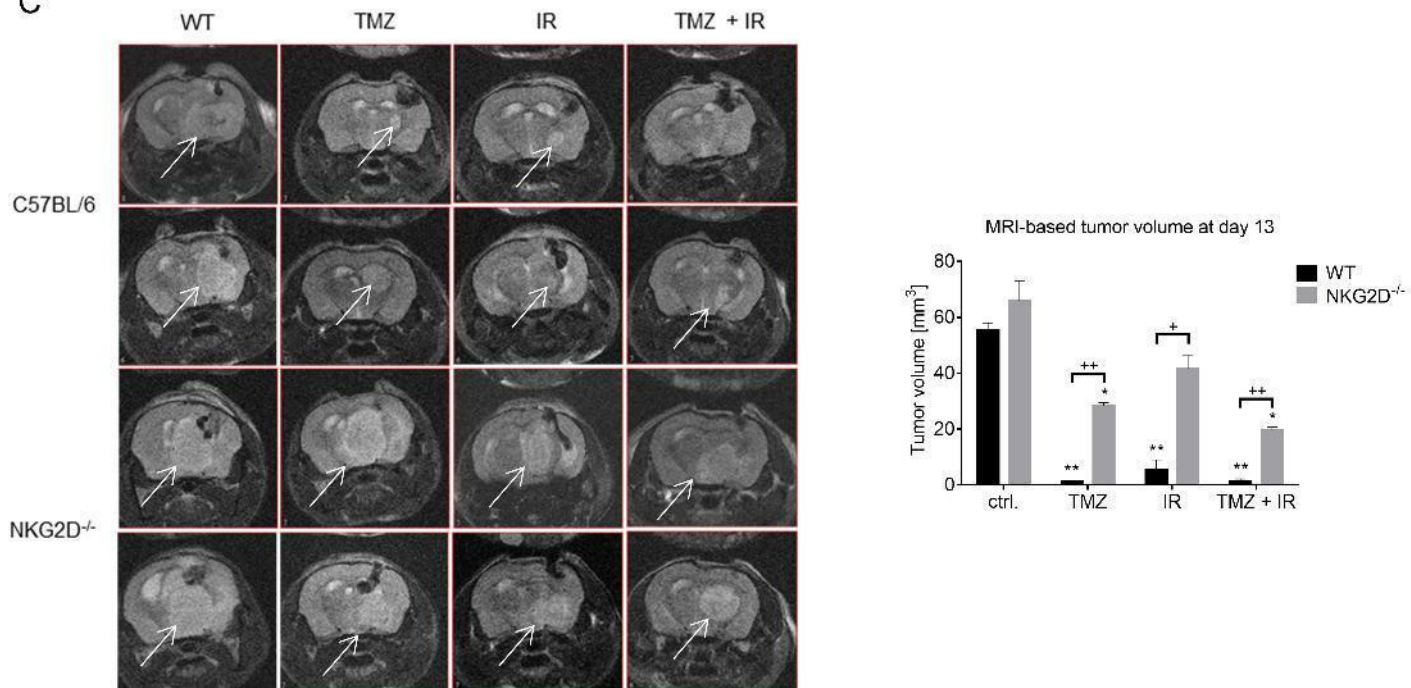 C
WT TMZ IR TMZ + IR
C57BL/6
NKG2D-/-
MRI-based tumor volume at day 13
Tumor volume [mm³]
80
60
40
20
0
++
*
**
+
**
++
*
**
ctrl. TMZ IR TMZ + IR
WT
NKG2D-/-